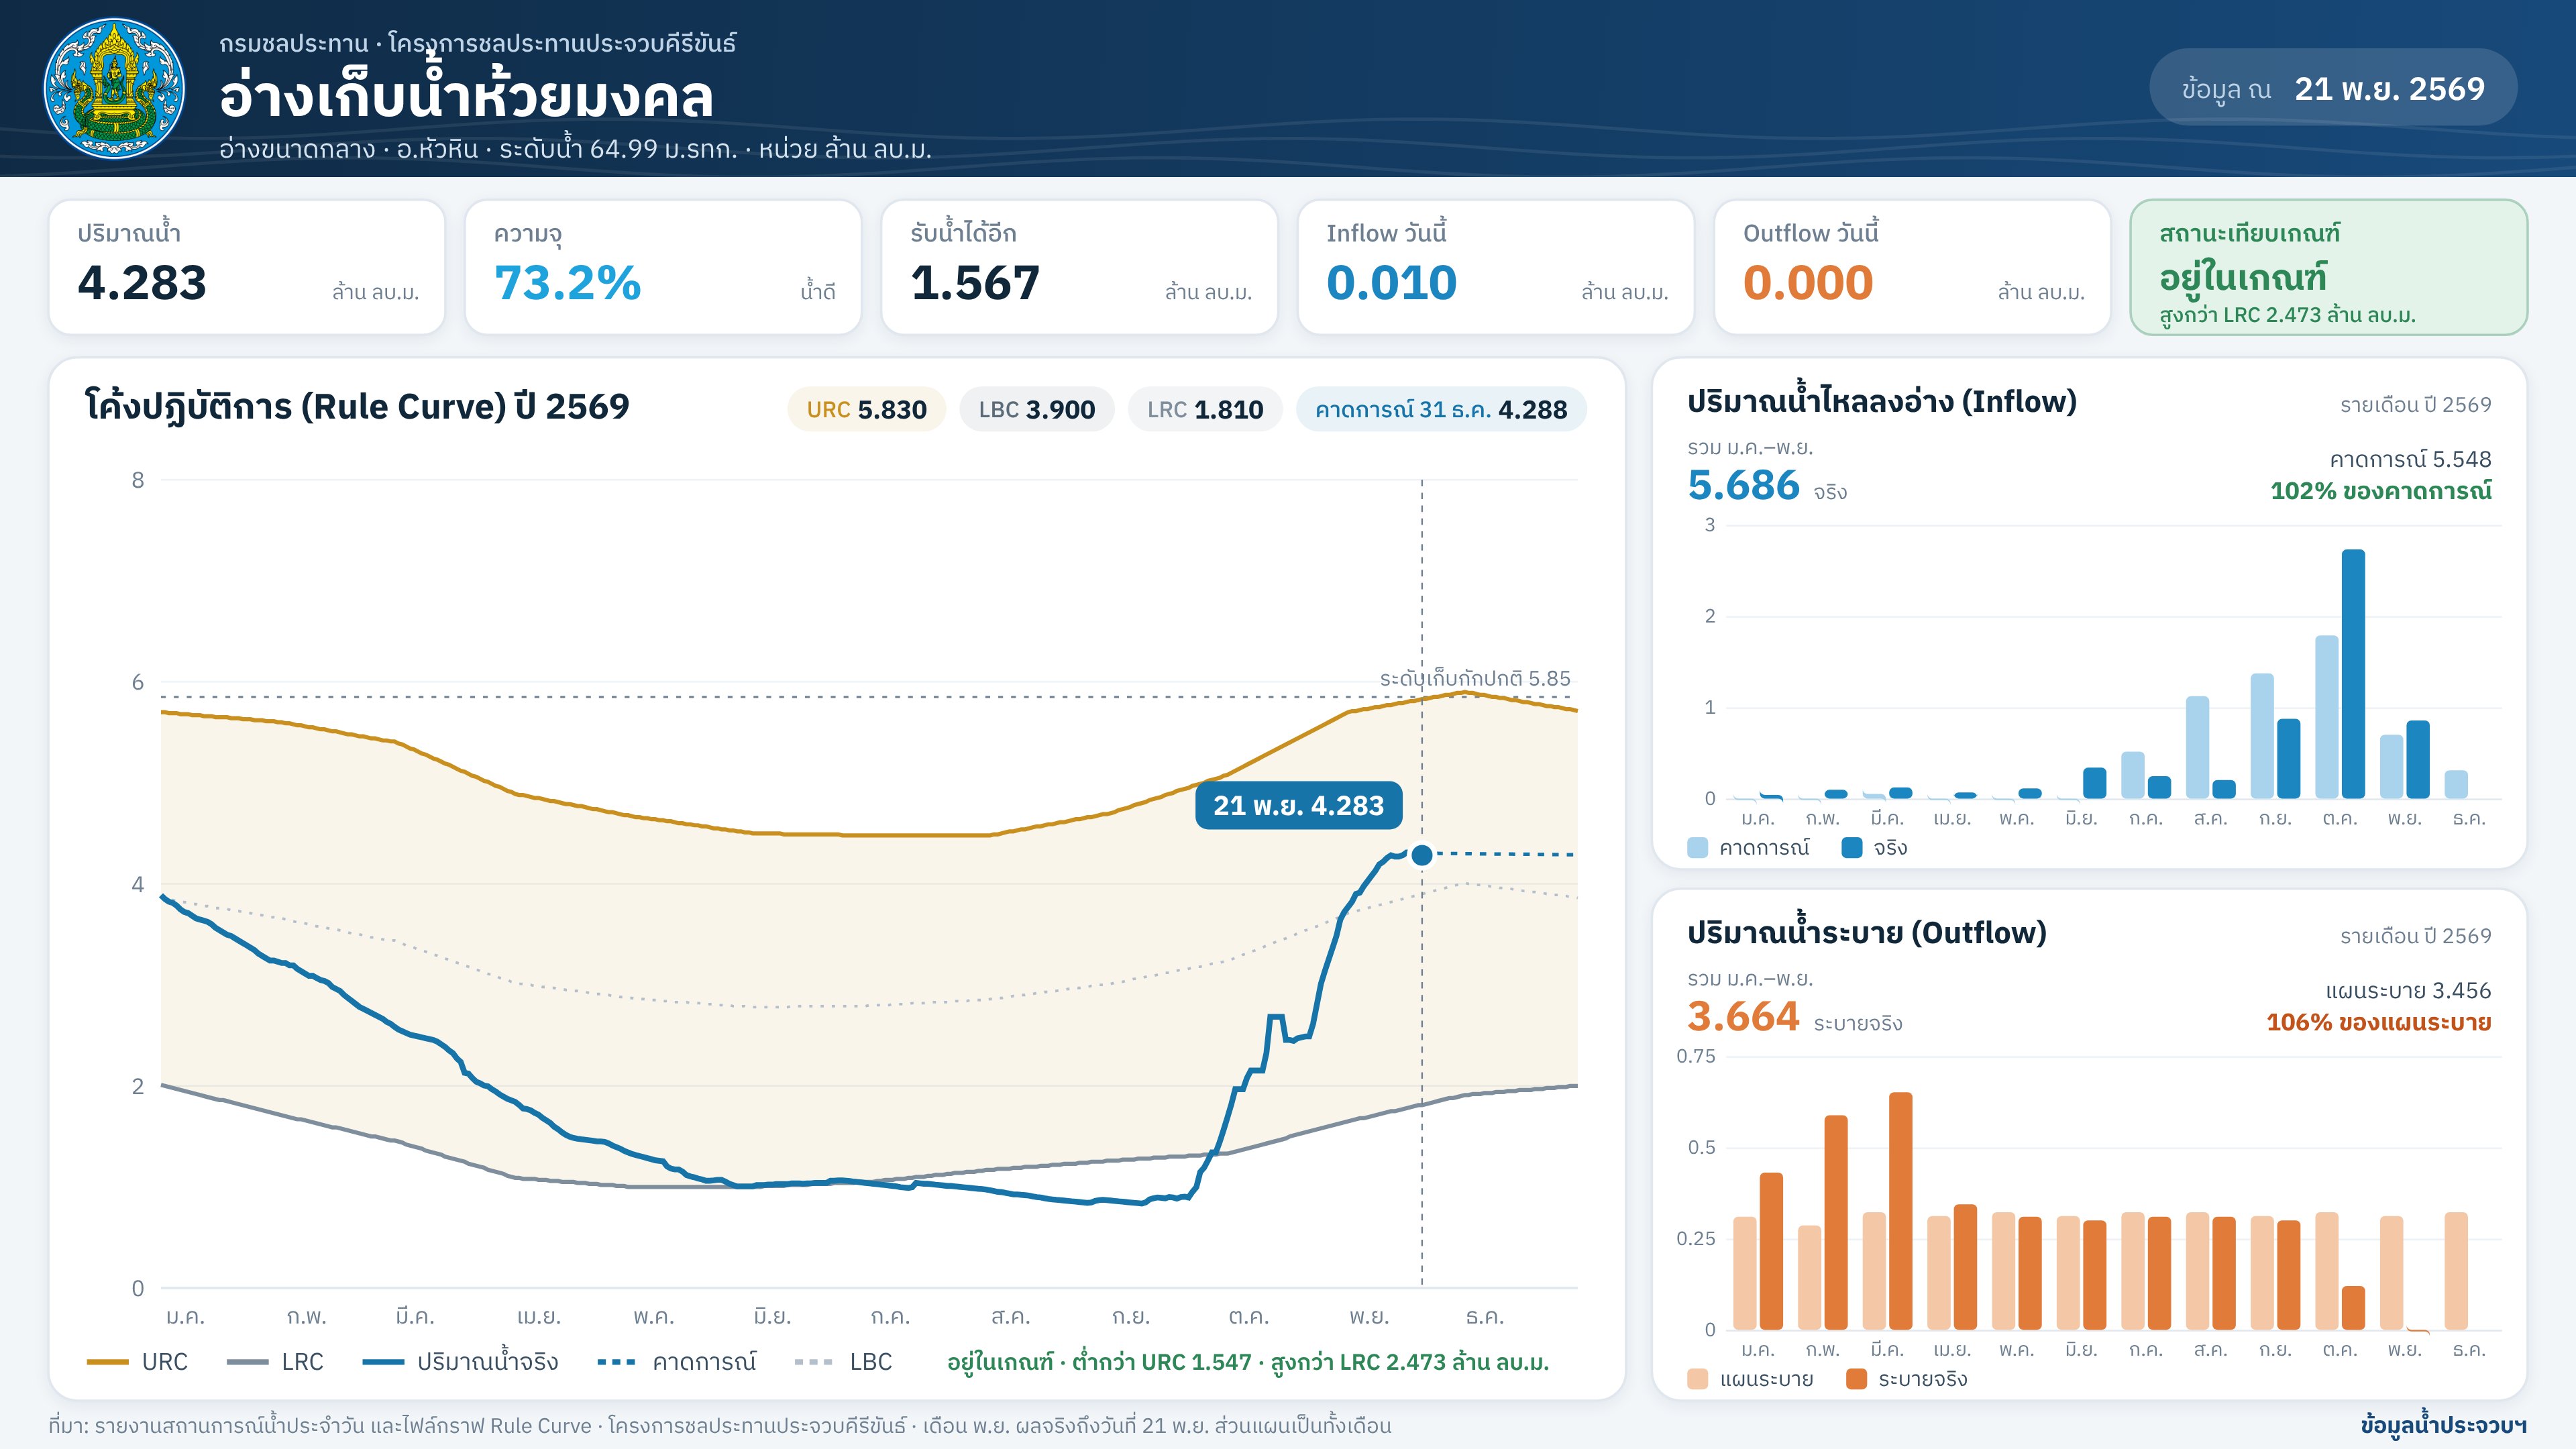 กรมชลประทาน · โครงการชลประทานประจวบคีรีขันธ์
อ่างเก็บน้ำห้วยมงคล
อ่างขนาดกลาง · อ.หัวหิน · ระดับน้ำ 64.99 ม.รทก. · หน่วย ล้าน ลบ.ม.
ข้อมูล ณ 21 พ.ย. 2569
ปริมาณน้ำ
4.283 ล้าน ลบ.ม.
ความจุ
73.2% น้ำดี
รับน้ำได้อีก
1.567 ล้าน ลบ.ม.
Inflow วันนี้
0.010 ล้าน ลบ.ม.
Outflow วันนี้
0.000 ล้าน ลบ.ม.
สถานะเทียบเกณฑ์
อยู่ในเกณฑ์
สูงกว่า LRC 2.473 ล้าน ลบ.ม.
โค้งปฏิบัติการ (Rule Curve) ปี 2569
URC 5.830
LBC 3.900
LRC 1.810
คาดการณ์ 31 ธ.ค. 4.288
8
6
4
2
0
ระดับเก็บกักปกติ 5.85
21 พ.ย. 4.283
ม.ค. ก.พ. มี.ค. เม.ย. พ.ค. มิ.ย. ก.ค. ส.ค. ก.ย. ต.ค. พ.ย. ธ.ค.
URC LRC ปริมาณน้ำจริง คาดการณ์ LBC
อยู่ในเกณฑ์ · ต่ำกว่า URC 1.547 · สูงกว่า LRC 2.473 ล้าน ลบ.ม.
ปริมาณน้ำไหลลงอ่าง (Inflow)
รายเดือน ปี 2569
รวม ม.ค.–พ.ย.
5.686 จริง
คาดการณ์ 5.548
102% ของคาดการณ์
3
2
1
0
ม.ค. ก.พ. มี.ค. เม.ย. พ.ค. มิ.ย. ก.ค. ส.ค. ก.ย. ต.ค. พ.ย. ธ.ค.
คาดการณ์ จริง
ปริมาณน้ำระบาย (Outflow)
รายเดือน ปี 2569
รวม ม.ค.–พ.ย.
3.664 ระบายจริง
แผนระบาย 3.456
106% ของแผนระบาย
0.75
0.5
0.25
0
ม.ค. ก.พ. มี.ค. เม.ย. พ.ค. มิ.ย. ก.ค. ส.ค. ก.ย. ต.ค. พ.ย. ธ.ค.
แผนระบาย ระบายจริง
ที่มา: รายงานสถานการณ์น้ำประจำวัน และไฟล์กราฟ Rule Curve · โครงการชลประทานประจวบคีรีขันธ์ · เดือน พ.ย. ผลจริงถึงวันที่ 21 พ.ย. ส่วนแผนเป็นทั้งเดือน
ข้อมูลน้ำประจวบฯ